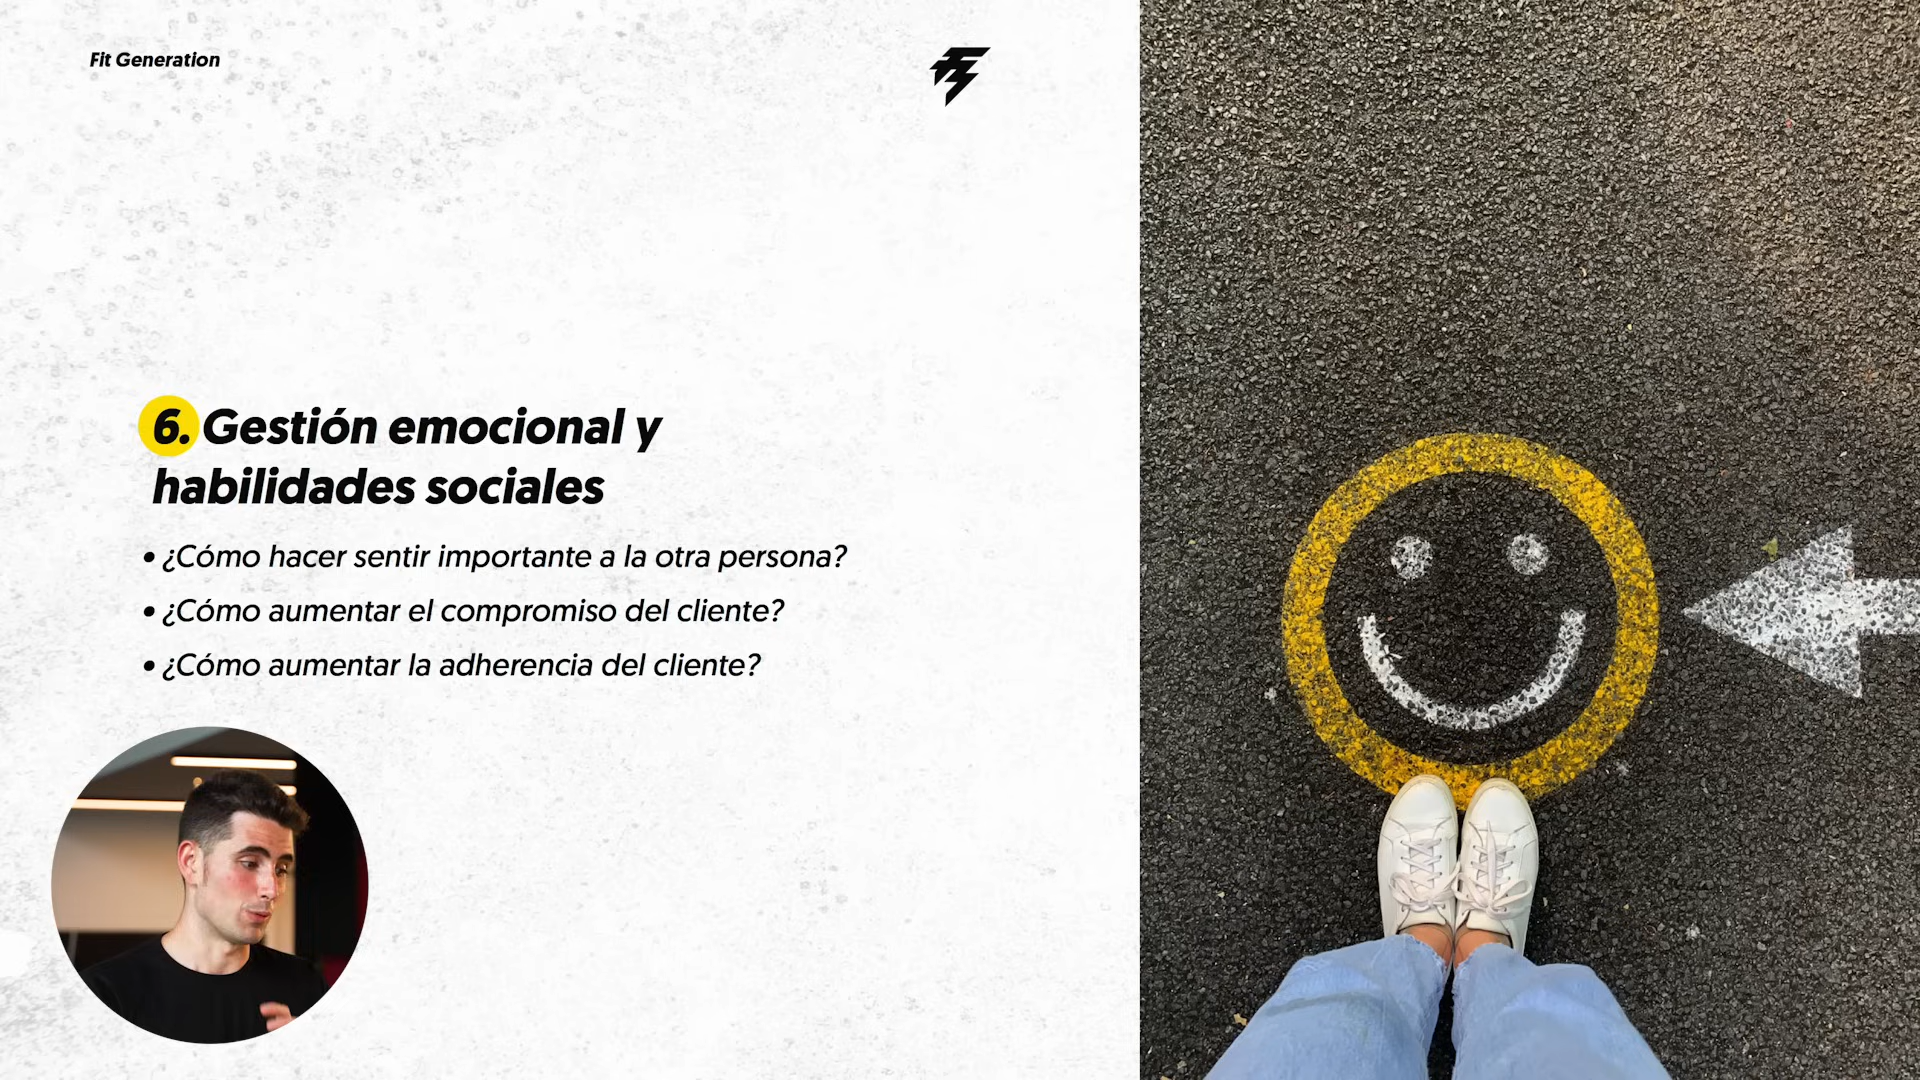 Fit Generation
6. Gestión emocional y
habilidades sociales
• ¿Cómo hacer sentir importante a la otra persona?
• ¿Cómo aumentar el compromiso del cliente?
• ¿Cómo aumentar la adherencia del cliente?